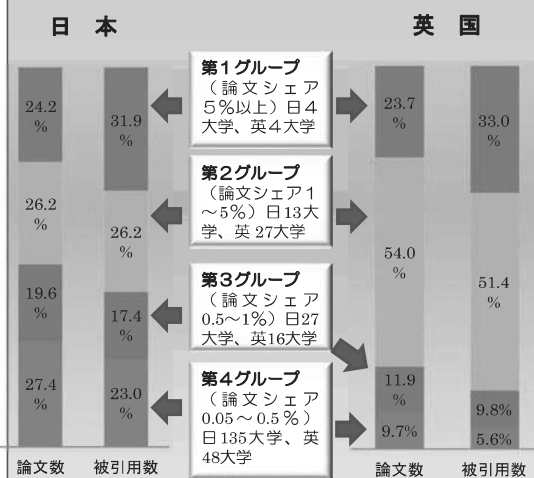 日 本
英 国
24.2
%
26.2
%
19.6
%
27.4
%
論文数
31.9
%
26.2
%
17.4
%
23.0
%
被引用数
第1グループ
（論文シェア
5％以上）日4
大学、英4大学
第2グループ
（論文シェア1
～5％）日13大
学、英 27大学
第3グループ
（論文シェア
0.5～1％）日27
大学、英16大学
第4グループ
（論文シェア
0.05～0.5％）
日135大学、英
48大学
23.7
%
54.0
%
11.9
%
9.7%
論文数
33.0
%
51.4
%
9.8%
5.6%
被引用数